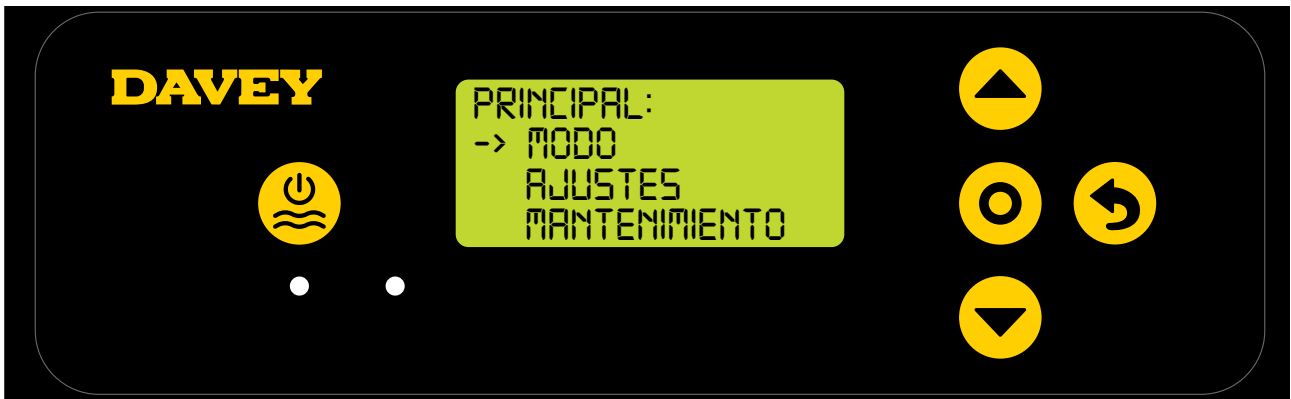 DAVEY
PRINCIPAL:
-> MODO
AJUSTES
MANTENIMIENTO